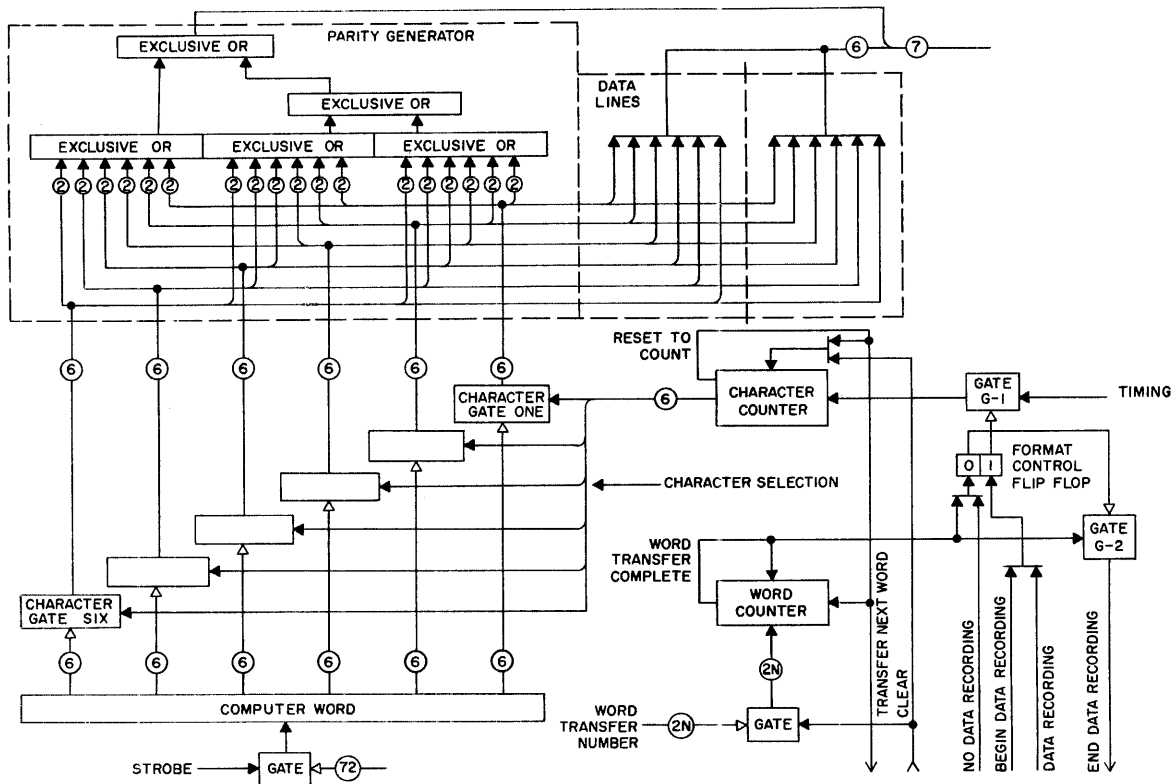 PARITY GENERATOR
EXCLUSIVE OR
6
7
EXCLUSIVE OR
DATA
LINES
EXCLUSIVE OR
EXCLUSIVE OR
EXCLUSIVE OR
2 2 2 2 2 2
2 2 2 2 2 2
2 2 2 2 2 2
RESET TO
COUNT
6 6 6 6 6 6
CHARACTER
GATE ONE
6
CHARACTER
COUNTER
GATE
G-1
TIMING
0 1
FORMAT
CONTROL
FLIP FLOP
CHARACTER SELECTION
GATE
G-2
WORD
TRANSFER
COMPLETE
WORD
COUNTER
CHARACTER
GATE SIX
6 6 6 6 6 6
2N
TRANSFER NEXT WORD
CLEAR
NO DATA RECORDING
BEGIN DATA RECORDING
DATA RECORDING
END DATA RECORDING
COMPUTER WORD
WORD
TRANSFER
NUMBER
2N
GATE
STROBE
GATE
72